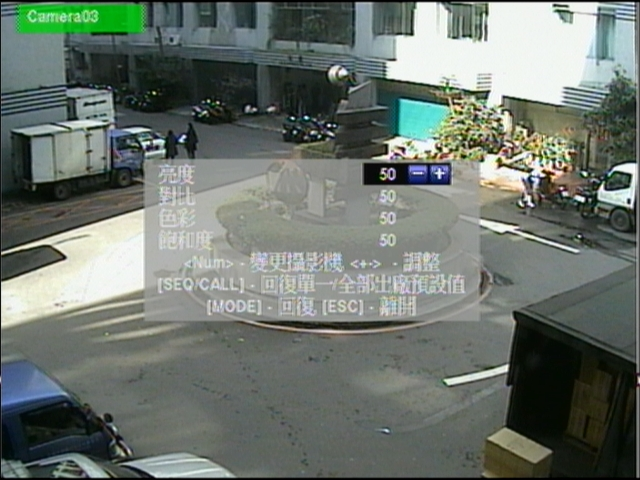 Camera03
亮度 50 − +
對比 50
色彩 50
飽和度 50
<Num> - 變更攝影機, <+-> - 調整
[SEQ/CALL] - 回復單一/全部出廠預設值
[MODE] - 回復, [ESC] - 離開